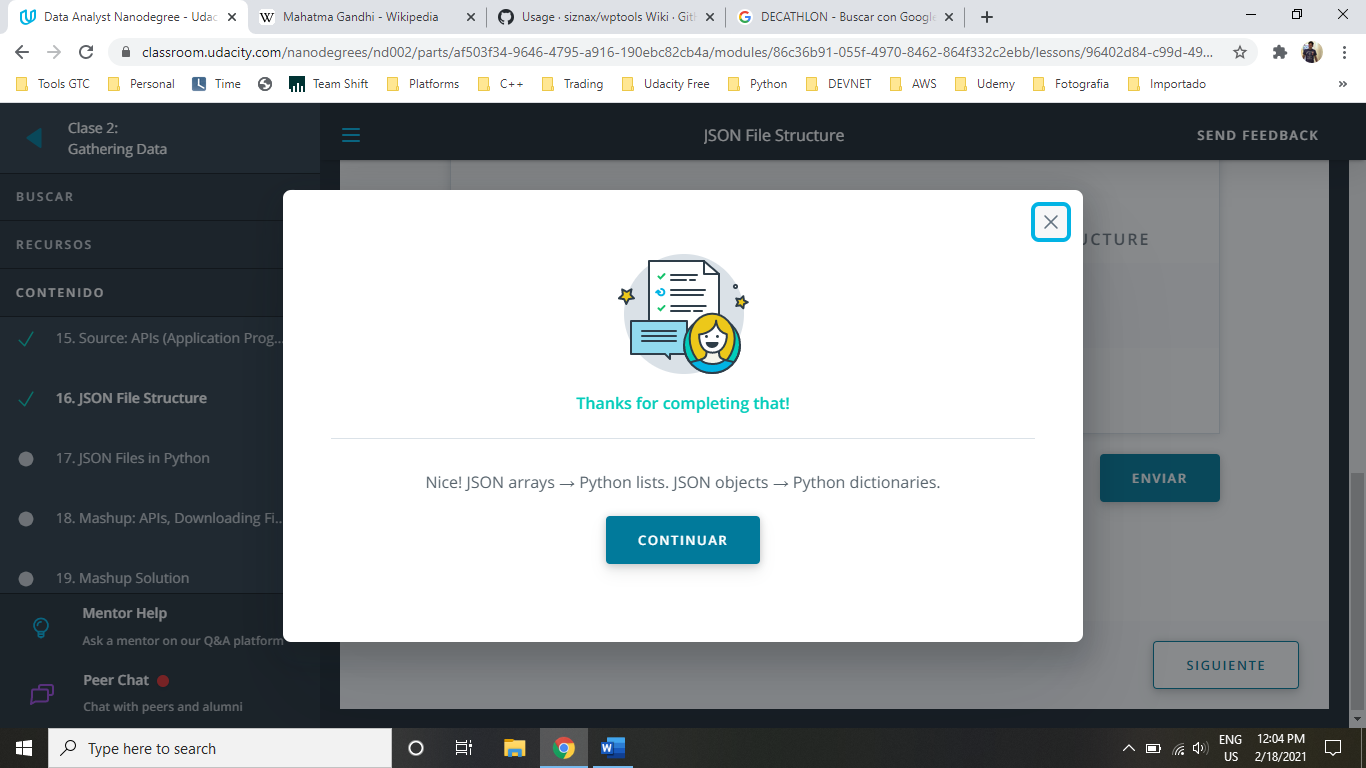 Data Analyst Nanodegree - Udac
Mahatma Gandhi - Wikipedia
Usage · siznax/wptools Wiki · GitH
DECATHLON - Buscar con Google
classroom.udacity.com/nanodegrees/nd002/parts/af503f34-9646-4795-a916-190ebc82cb4a/modules/86c36b91-055f-4970-8462-864f332c2ebb/lessons/96402d84-c99d-49...
Tools GTC
Personal
Time
Team Shift
Platforms
C++
Trading
Udacity Free
Python
DEVNET
AWS
Udemy
Fotografia
Importado
Clase 2:
Gathering Data
JSON File Structure
SEND FEEDBACK
BUSCAR
RECURSOS
CONTENIDO
15. Source: APIs (Application Prog...
16. JSON File Structure
17. JSON Files in Python
18. Mashup: APIs, Downloading Fi...
19. Mashup Solution
Mentor Help
Ask a mentor on our Q&A platform
Peer Chat
Chat with peers and alumni
UCTURE
Thanks for completing that!
Nice! JSON arrays → Python lists. JSON objects → Python dictionaries.
CONTINUAR
ENVIAR
SIGUIENTE
Type here to search
ENG
US
12:04 PM
2/18/2021